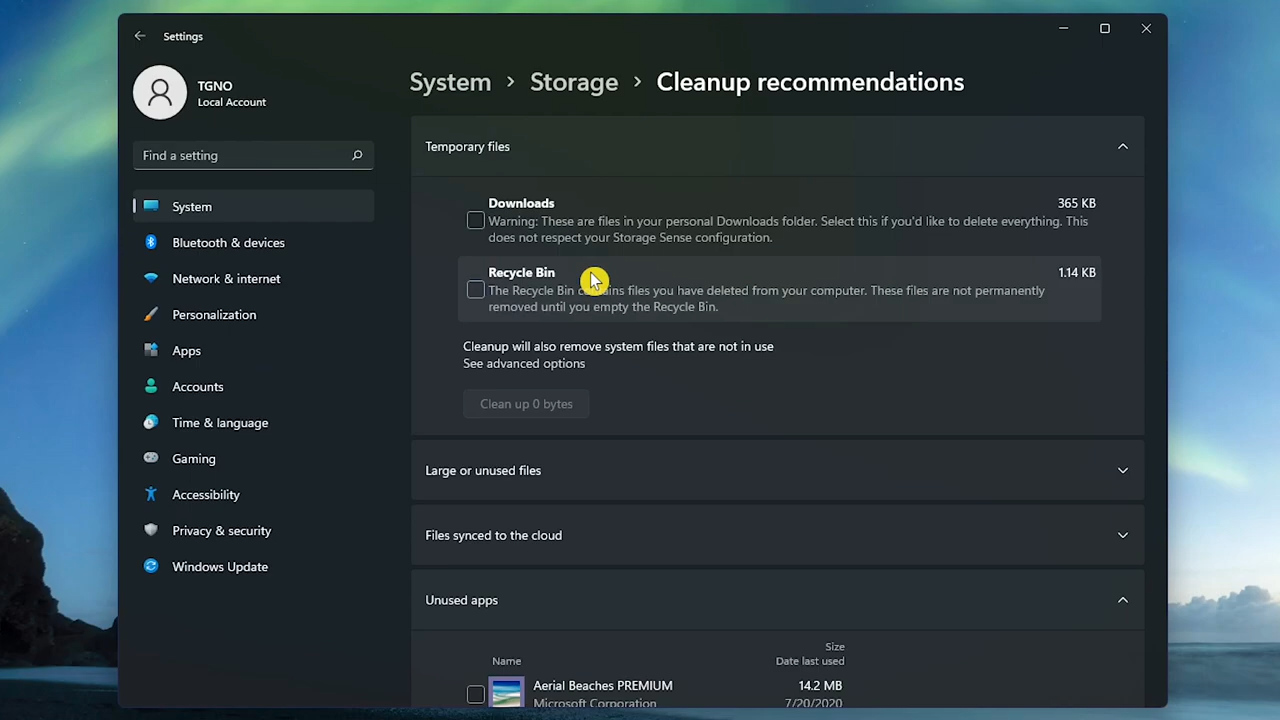 Settings
TGNO
Local Account
Find a setting
System
Bluetooth & devices
Network & internet
Personalization
Apps
Accounts
Time & language
Gaming
Accessibility
Privacy & security
Windows Update
System > Storage > Cleanup recommendations
Temporary files
Downloads 365 KB
Warning: These are files in your personal Downloads folder. Select this if you'd like to delete everything. This
does not respect your Storage Sense configuration.
Recycle Bin 1.14 KB
The Recycle Bin contains files you have deleted from your computer. These files are not permanently
removed until you empty the Recycle Bin.
Cleanup will also remove system files that are not in use
See advanced options
Clean up 0 bytes
Large or unused files
Files synced to the cloud
Unused apps
Size
Name Date last used
Aerial Beaches PREMIUM 14.2 MB
Microsoft Corporation 7/20/2020